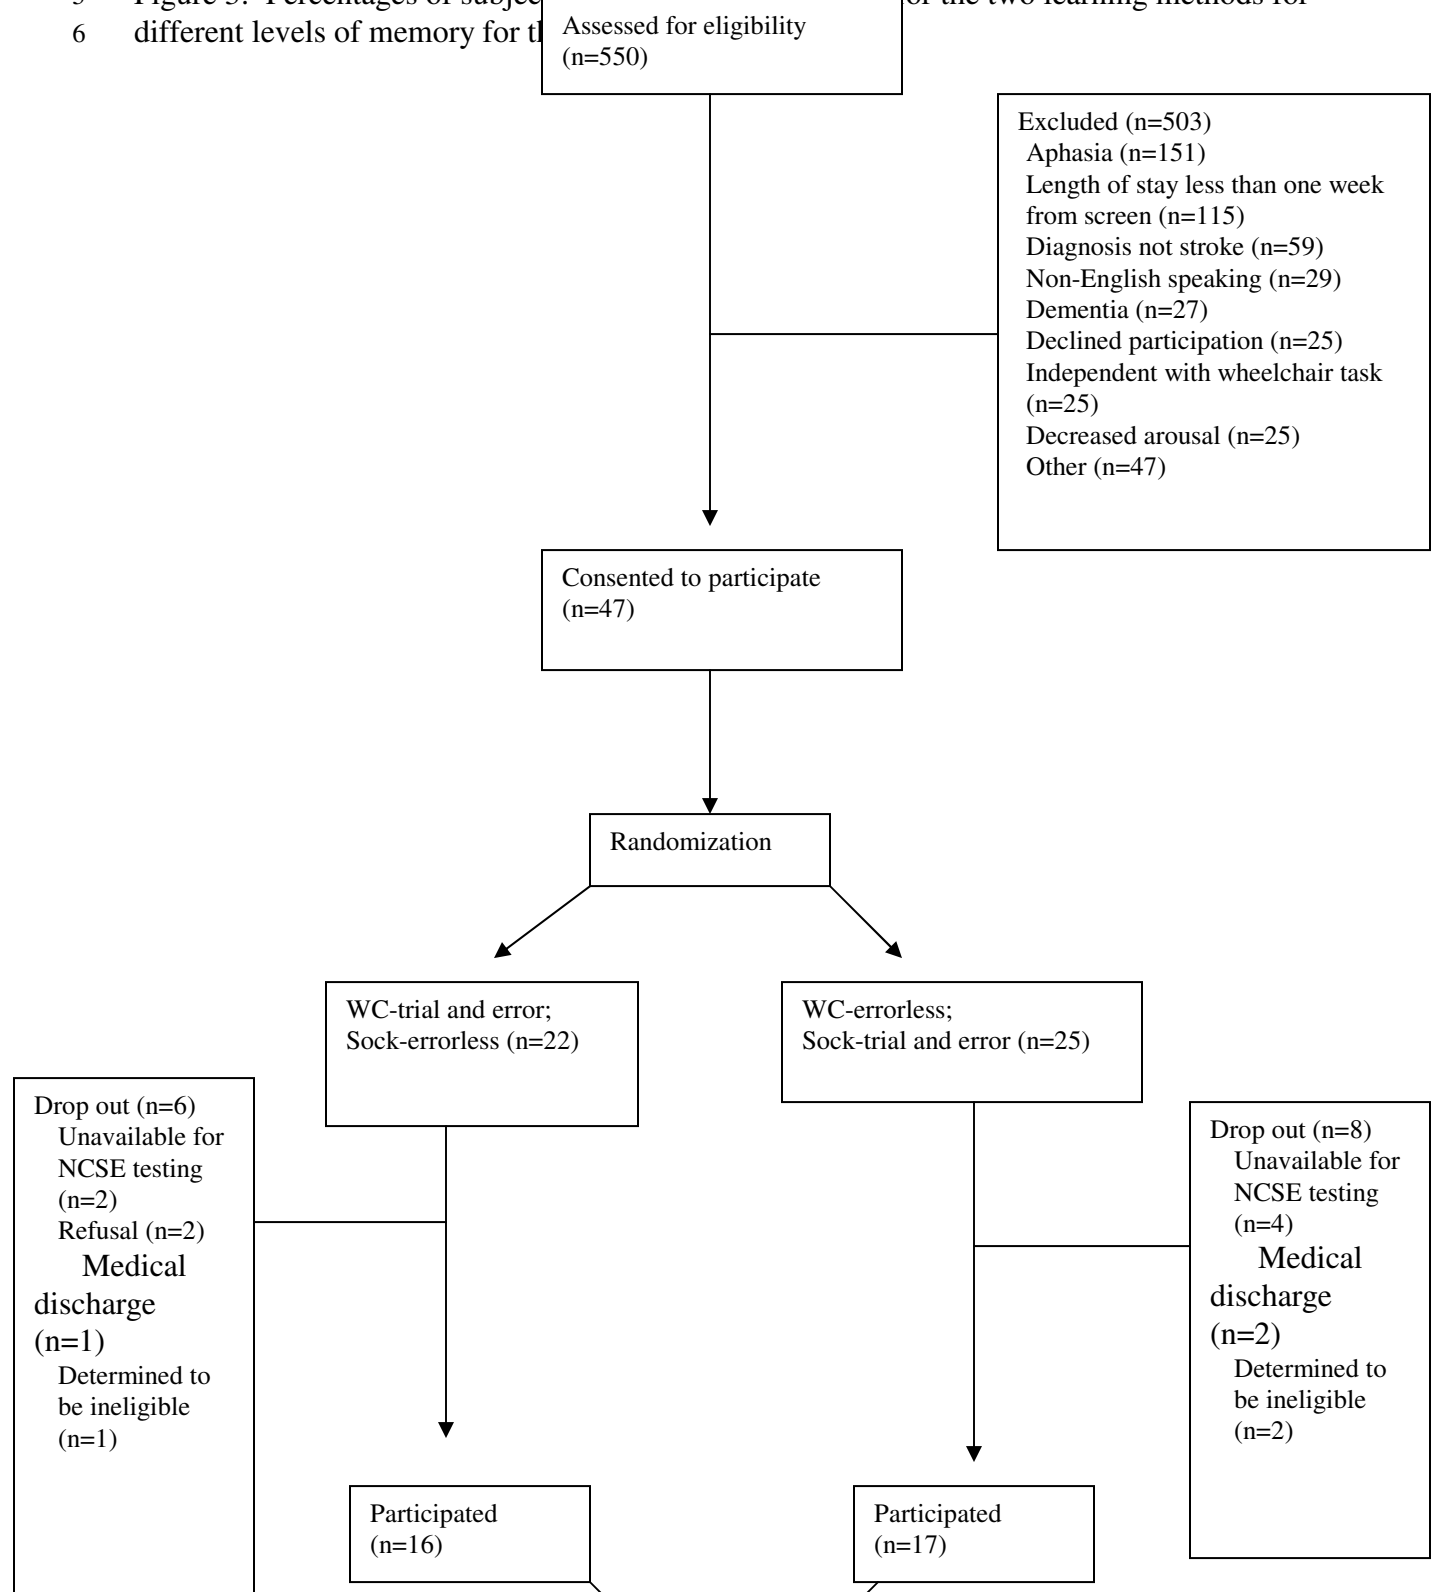 5 Figure 3. Percentages of subjec or the two learning methods for
6 different levels of memory for th
Assessed for eligibility
(n=550)
Excluded (n=503)
Aphasia (n=151)
Length of stay less than one week
from screen (n=115)
Diagnosis not stroke (n=59)
Non-English speaking (n=29)
Dementia (n=27)
Declined participation (n=25)
Independent with wheelchair task
(n=25)
Decreased arousal (n=25)
Other (n=47)
Consented to participate
(n=47)
Randomization
WC-trial and error;
Sock-errorless (n=22)
WC-errorless;
Sock-trial and error (n=25)
Drop out (n=6)
Unavailable for
NCSE testing
(n=2)
Refusal (n=2)
Medical
discharge
(n=1)
Determined to
be ineligible
(n=1)
Drop out (n=8)
Unavailable for
NCSE testing
(n=4)
Medical
discharge
(n=2)
Determined to
be ineligible
(n=2)
Participated
(n=16)
Participated
(n=17)